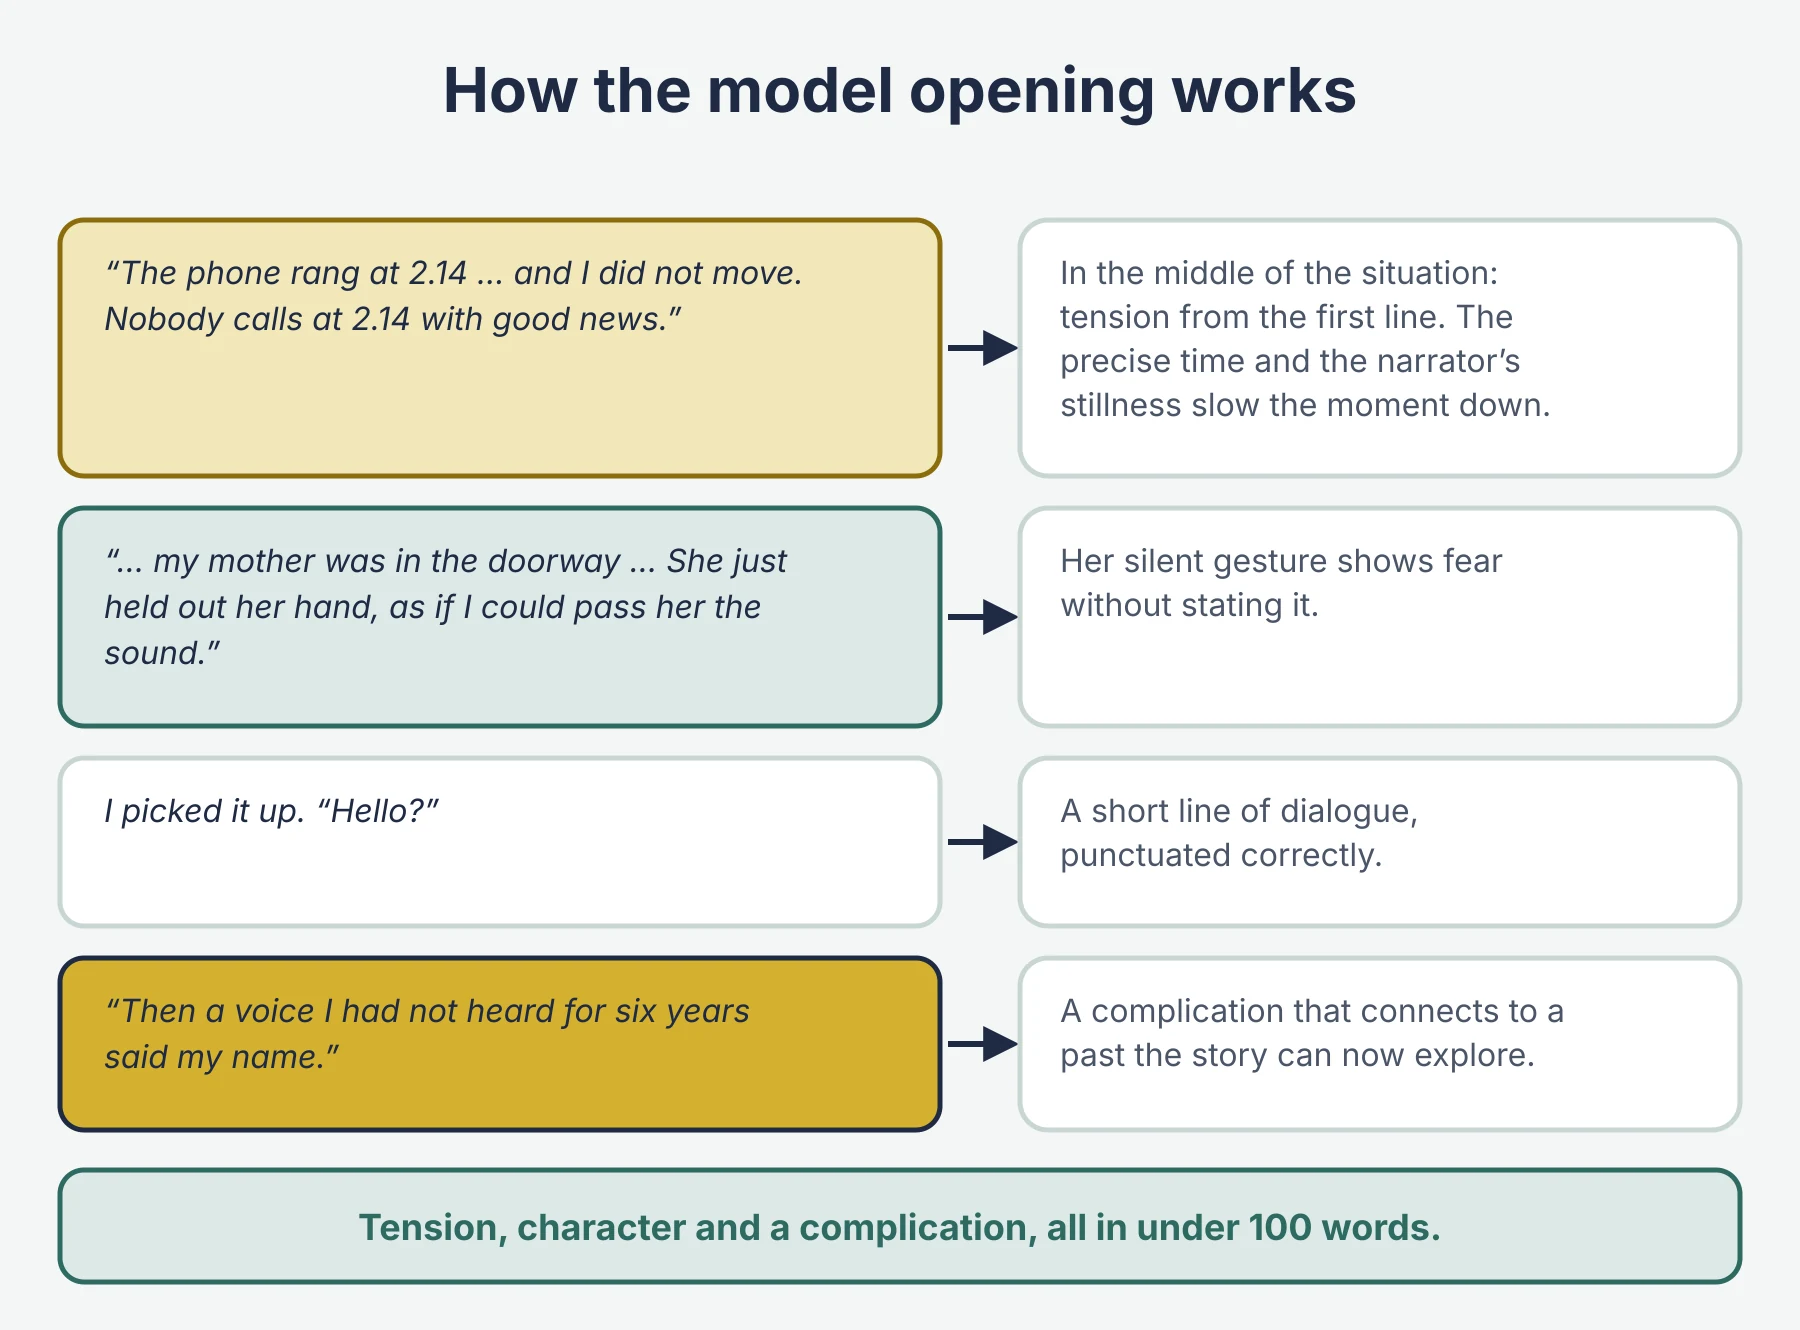 How the model opening works
“The phone rang at 2.14 ... and I did not move.
Nobody calls at 2.14 with good news.”
In the middle of the situation:
tension from the first line. The
precise time and the narrator’s
stillness slow the moment down.
“... my mother was in the doorway ... She just
held out her hand, as if I could pass her the
sound.”
Her silent gesture shows fear
without stating it.
I picked it up. “Hello?”
A short line of dialogue,
punctuated correctly.
“Then a voice I had not heard for six years
said my name.”
A complication that connects to a
past the story can now explore.
Tension, character and a complication, all in under 100 words.